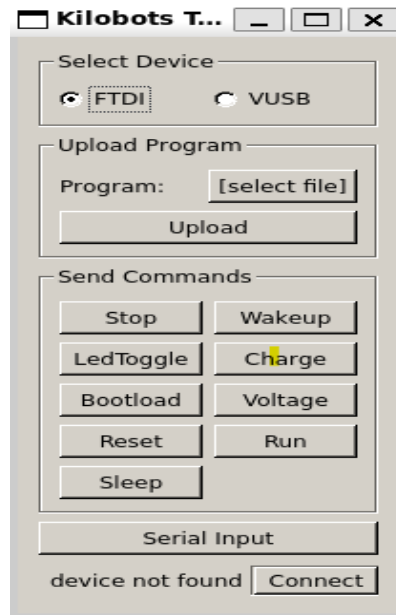 Kilobots T...
Select Device
FTDI VUSB
Upload Program
Program: [select file]
Upload
Send Commands
Stop Wakeup
LedToggle Charge
Bootload Voltage
Reset Run
Sleep
Serial Input
device not found Connect